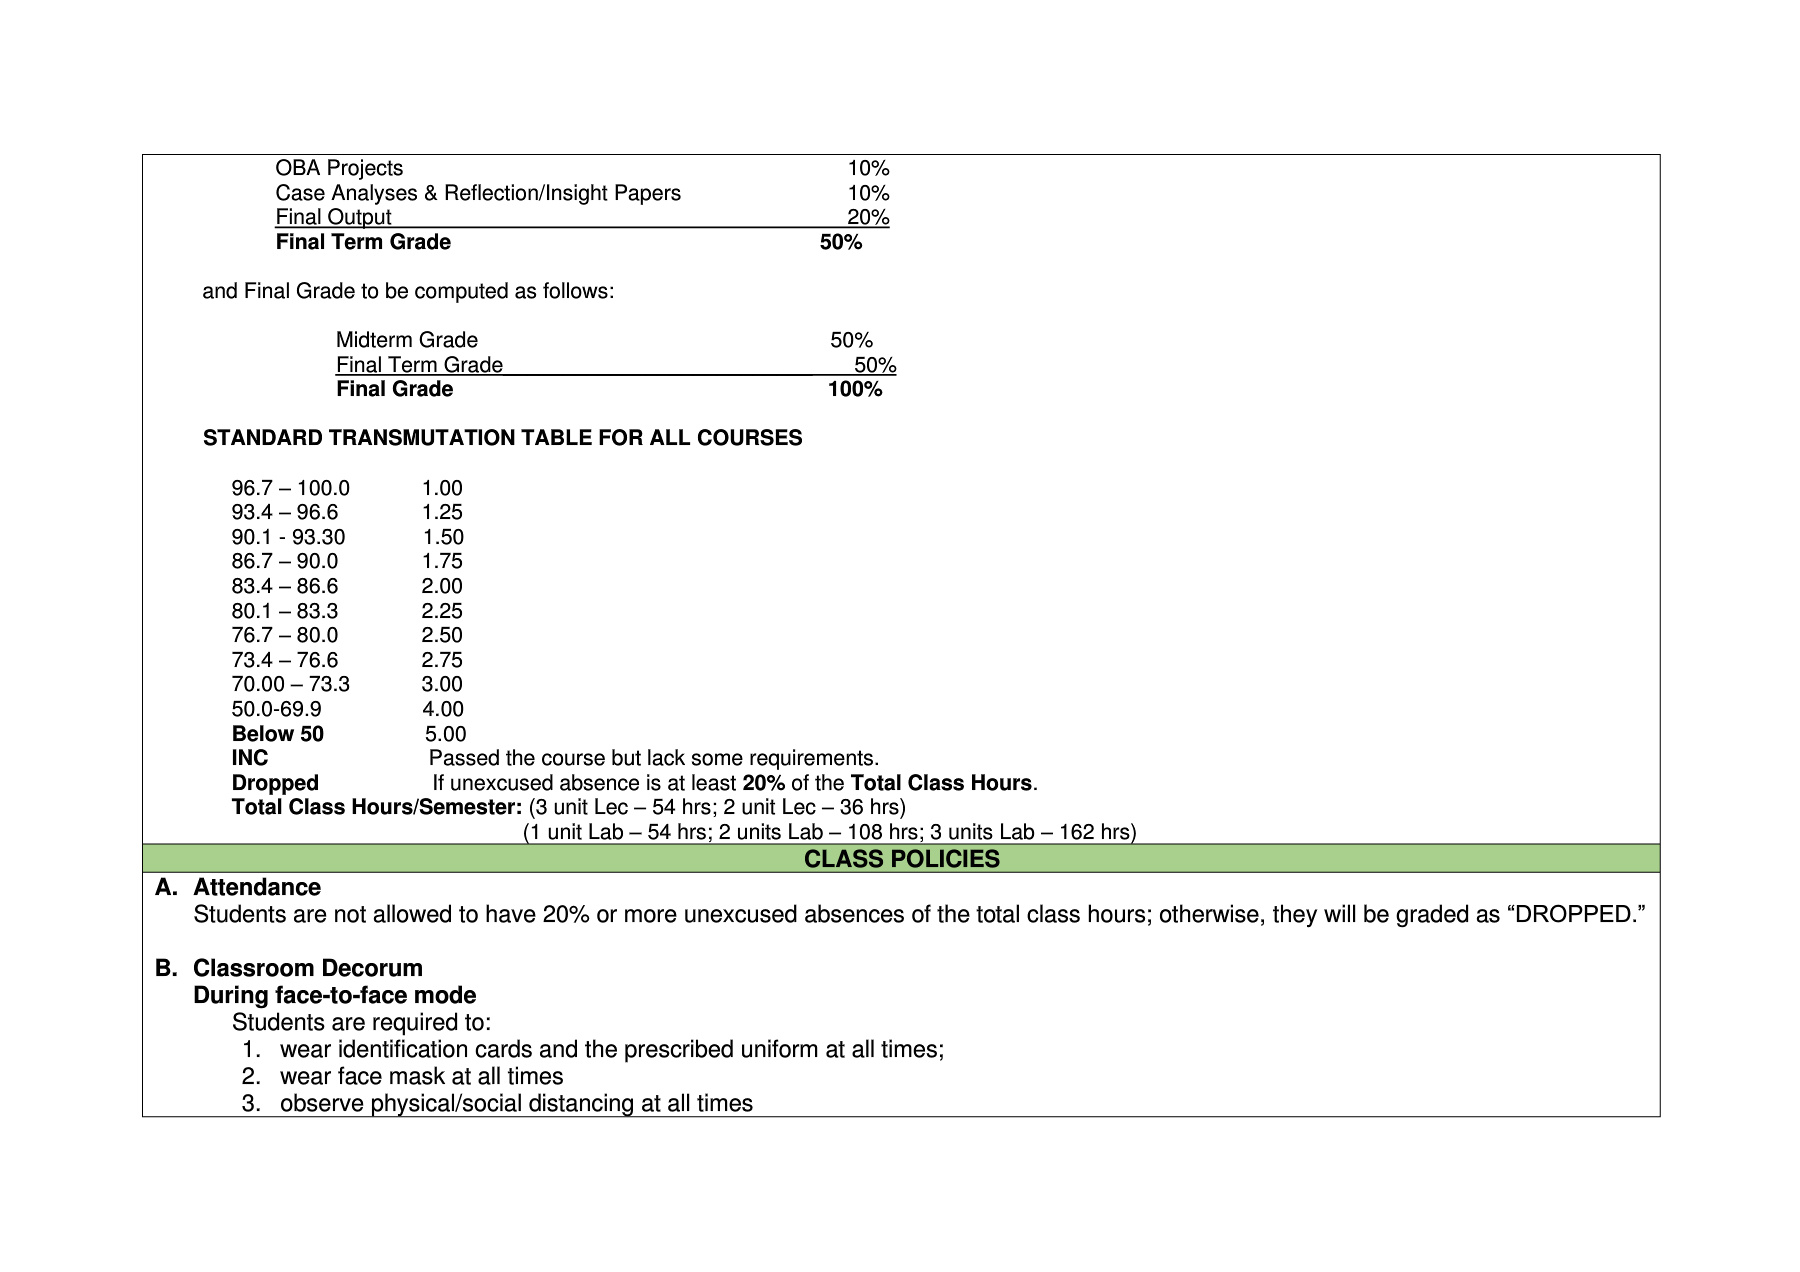 OBA Projects 10%
Case Analyses & Reflection/Insight Papers 10%
Final Output 20%
Final Term Grade 50%
and Final Grade to be computed as follows:
Midterm Grade 50%
Final Term Grade 50%
Final Grade 100%
STANDARD TRANSMUTATION TABLE FOR ALL COURSES
96.7 – 100.0 1.00
93.4 – 96.6 1.25
90.1 - 93.30 1.50
86.7 – 90.0 1.75
83.4 – 86.6 2.00
80.1 – 83.3 2.25
76.7 – 80.0 2.50
73.4 – 76.6 2.75
70.00 – 73.3 3.00
50.0-69.9 4.00
Below 50 5.00
INC Passed the course but lack some requirements.
Dropped If unexcused absence is at least 20% of the Total Class Hours.
Total Class Hours/Semester: (3 unit Lec – 54 hrs; 2 unit Lec – 36 hrs)
(1 unit Lab – 54 hrs; 2 units Lab – 108 hrs; 3 units Lab – 162 hrs)
CLASS POLICIES
A. Attendance
Students are not allowed to have 20% or more unexcused absences of the total class hours; otherwise, they will be graded as “DROPPED.”
B. Classroom Decorum
During face-to-face mode
Students are required to:
1. wear identification cards and the prescribed uniform at all times;
2. wear face mask at all times
3. observe physical/social distancing at all times